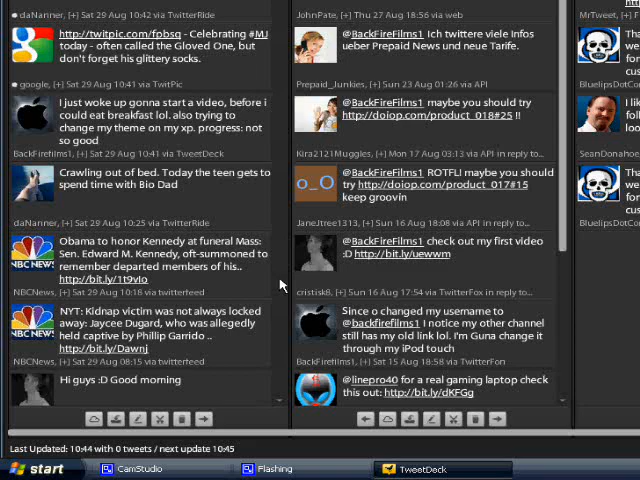 daNanner, [+] Sat 29 Aug 10:42 via TwitterRide
http://twitpic.com/fpbsg - Celebrating #MJ
today - often called the Gloved One, but
don't forget his glittery socks.
google, [+] Sat 29 Aug 10:41 via TwitPic
I just woke up gonna start a video, before i
could eat breakfast lol. also trying to
change my theme on my xp. progress: not
so good
BackFirefilms1, [+] Sat 29 Aug 10:41 via TweetDeck
Crawling out of bed. Today the teen gets to
spend time with Bio Dad
daNanner, [+] Sat 29 Aug 10:25 via TwitterRide
Obama to honor Kennedy at funeral Mass:
Sen. Edward M. Kennedy, oft-summoned to
remember departed members of his..
http://bit.ly/1t9vIo
NBC NEWS
NBCNews, [+] Sat 29 Aug 10:18 via twitterfeed
NYT: Kidnap victim was not always locked
away: Jaycee Dugard, who was allegedly
held captive by Phillip Garrido ..
http://bit.ly/Dawnj
NBC NEWS
NBCNews, [+] Sat 29 Aug 08:15 via twitterfeed
Hi guys :D Good morning
JohnPate, [+] Thu 27 Aug 18:56 via web
@BackFireFilms1 Ich twittere viele Infos
ueber Prepaid News und neue Tarife.
Prepaid_Junkies, [+] Sun 23 Aug 01:26 via API
@BackFireFilms1 maybe you should try
http://doiop.com/product_018#25 !!
Kira2121Muggles, [+] Mon 17 Aug 03:13 via API in reply to...
@BackFireFilms1 ROTFLI maybe you should
try http://doiop.com/product_017#15
keep groovin
o_O
JaneJtree1313, [+] Sun 16 Aug 18:08 via API in reply to...
@BackFireFilms1 check out my first video
:D http://bit.ly/uewwm
cristisk8, [+] Sun 16 Aug 17:54 via TwitterFox in reply to...
Since o changed my username to
@backfirefilms1 I notice my other channel
still has my old link lol. I'm Guna change it
through my iPod touch
BackFirefilms1, [+] Sat 15 Aug 18:58 via TwitterFon
@linepro40 for a real gaming laptop check
this out: http://bit.ly/dKFGg
MrTweet, [+]
BluelipsDotCo
I lik
SeanDonahoe,
BluelipsDotCo
Last Updated: 10:44 with 0 tweets / next update 10:45
start
CamStudio
Flashing
TweetDeck